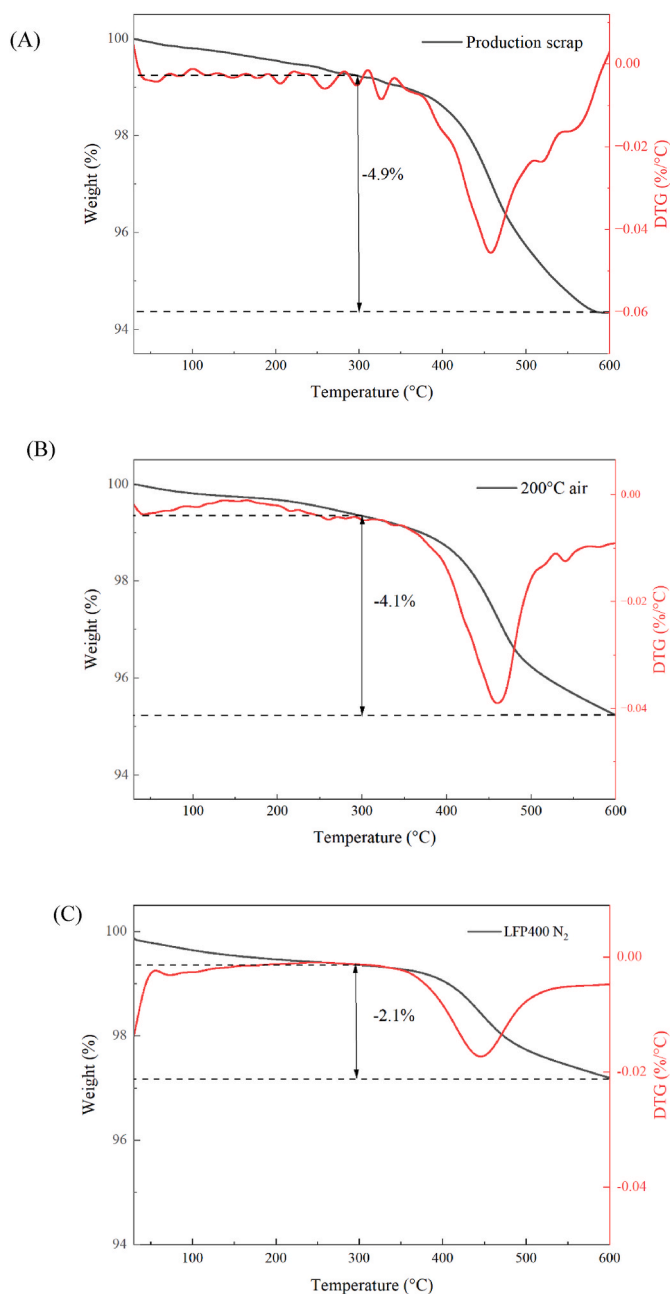 (A)
Production scrap
100
98
96
94
Weight (%)
-4.9%
0.00
−0.02
−0.04
−0.06
DTG (%/°C)
100
200
300
400
500
600
Temperature (°C)
(B)
200°C air
100
98
96
94
Weight (%)
-4.1%
0.00
−0.02
−0.04
DTG (%/°C)
100
200
300
400
500
600
Temperature (°C)
(C)
LFP400 N₂
100
98
96
94
Weight (%)
-2.1%
0.00
-0.02
-0.04
DTG (%/°C)
100
200
300
400
500
600
Temperature (°C)